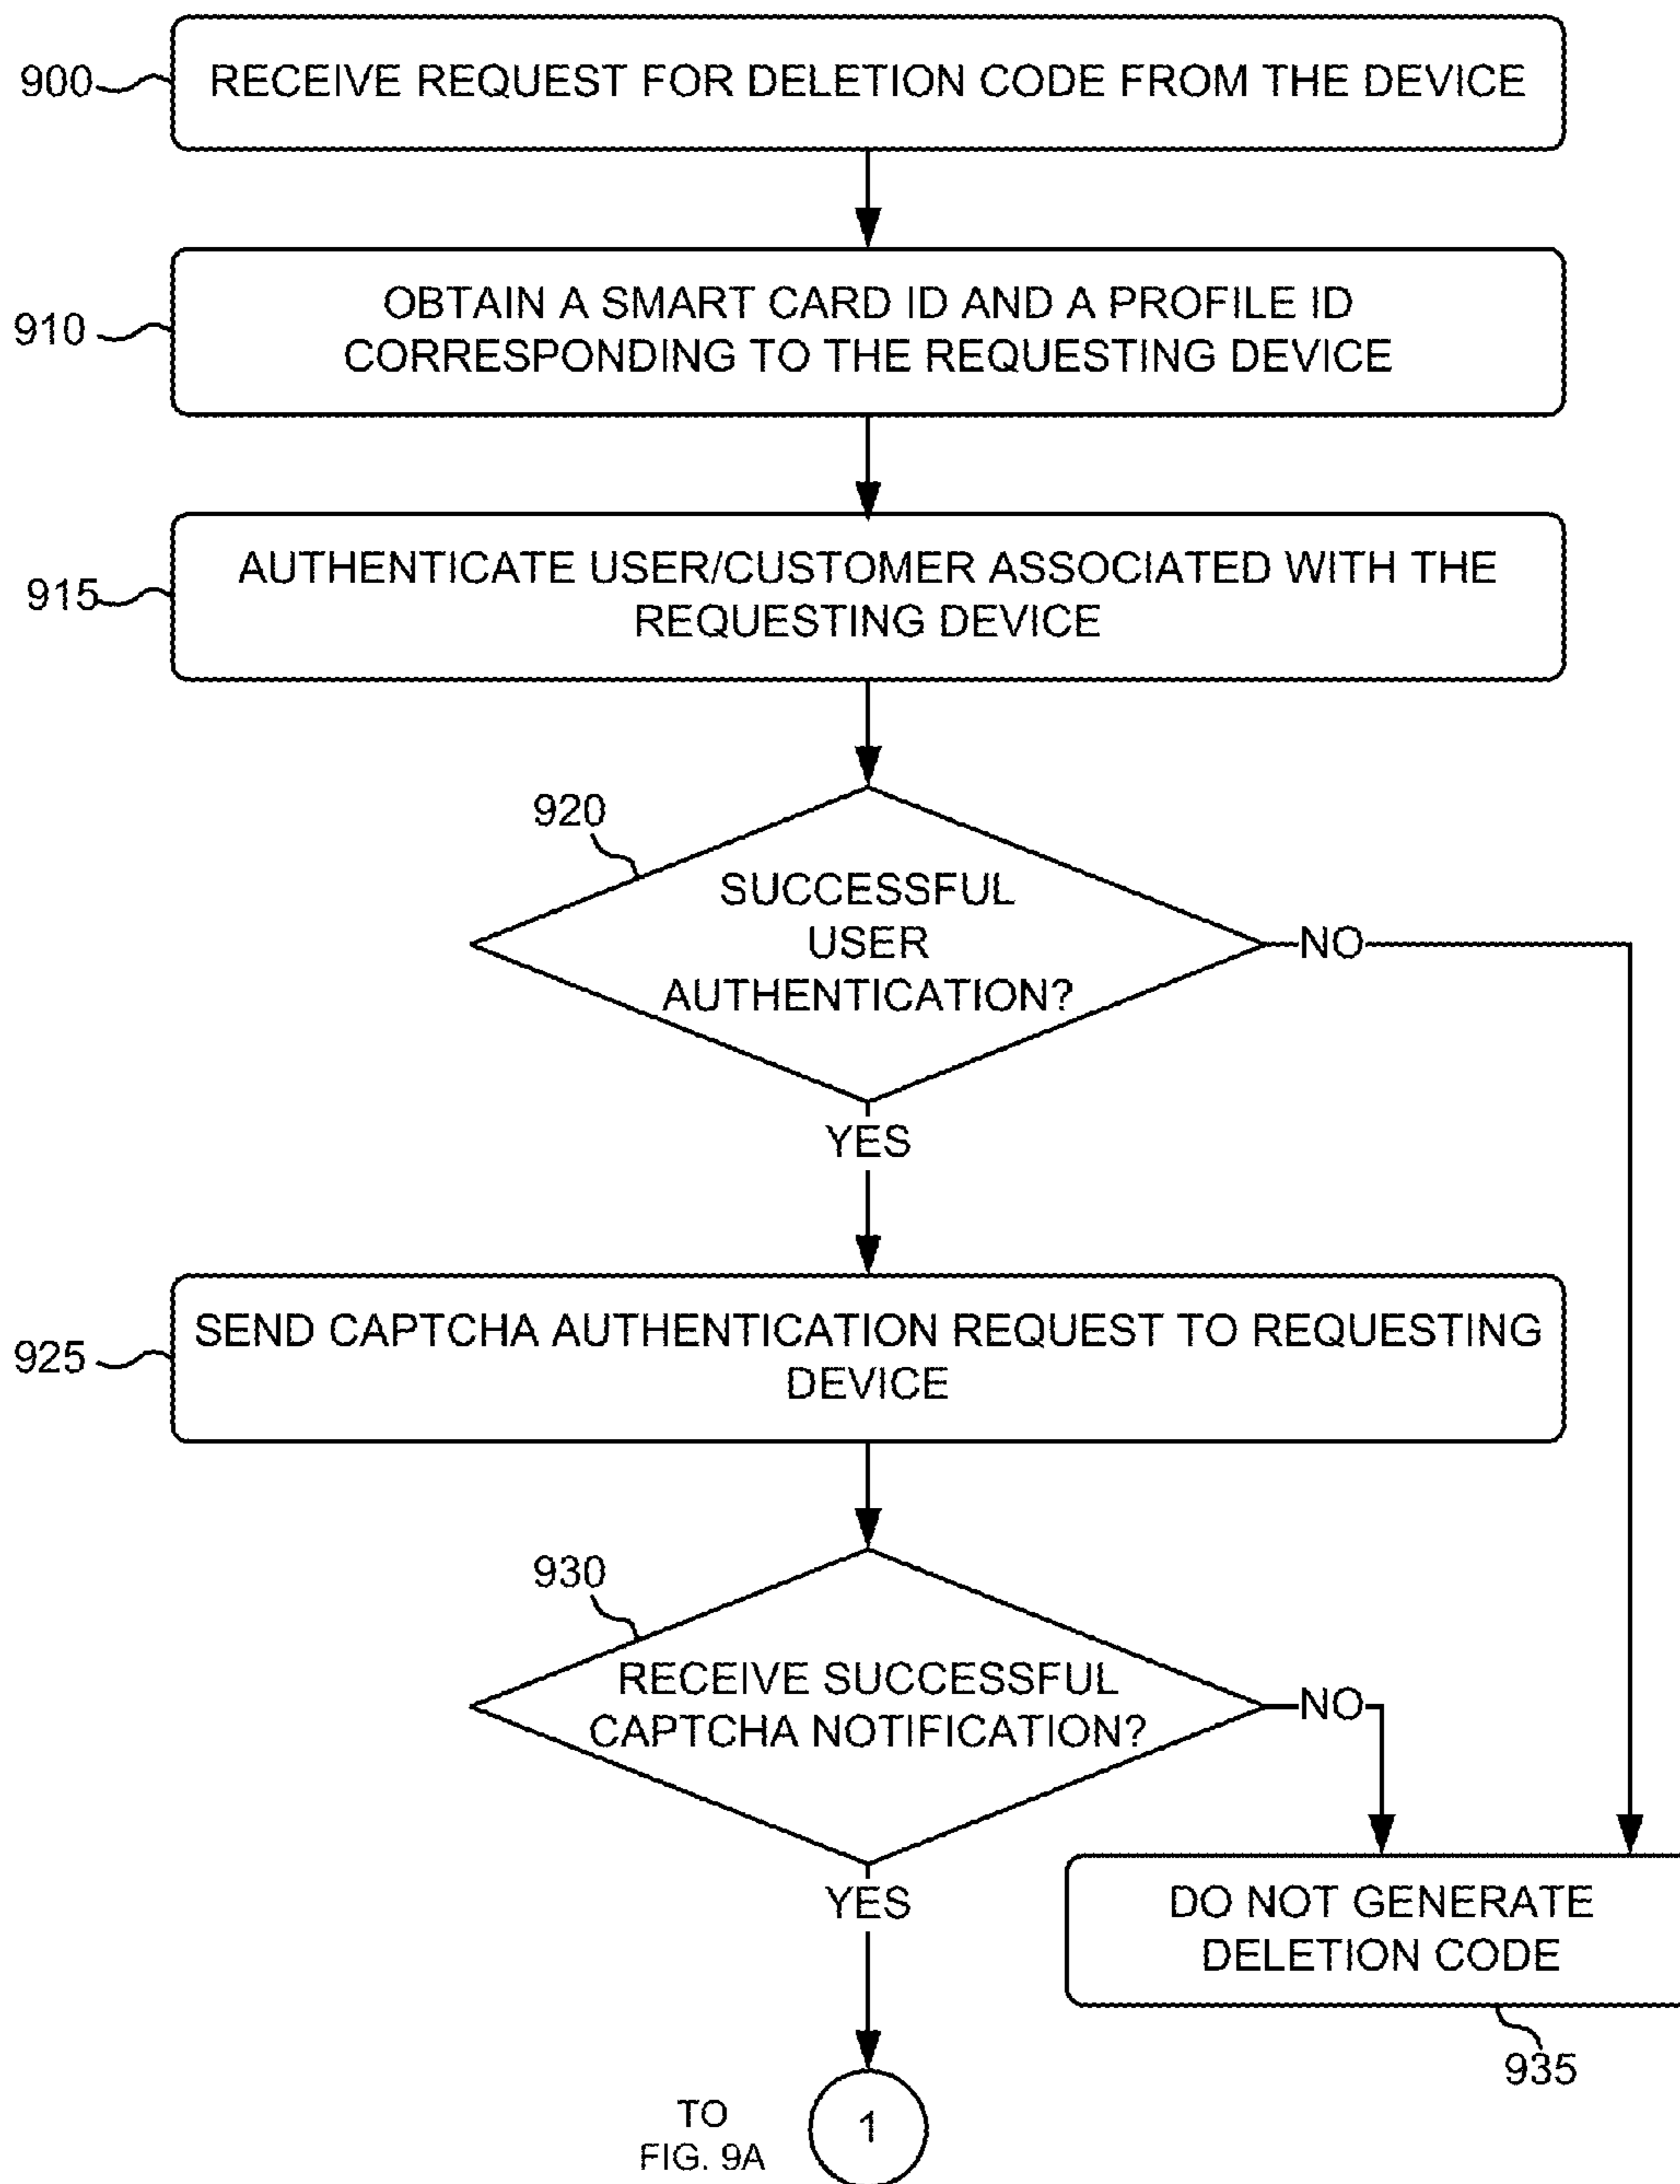 900
RECEIVE REQUEST FOR DELETION CODE FROM THE DEVICE
910
OBTAIN A SMART CARD ID AND A PROFILE ID
CORRESPONDING TO THE REQUESTING DEVICE
915
AUTHENTICATE USER/CUSTOMER ASSOCIATED WITH THE
REQUESTING DEVICE
920
SUCCESSFUL
USER
AUTHENTICATION?
NO
YES
925
SEND CAPTCHA AUTHENTICATION REQUEST TO REQUESTING
DEVICE
930
RECEIVE SUCCESSFUL
CAPTCHA NOTIFICATION?
NO
YES
DO NOT GENERATE
DELETION CODE
935
TO
FIG. 9A
1